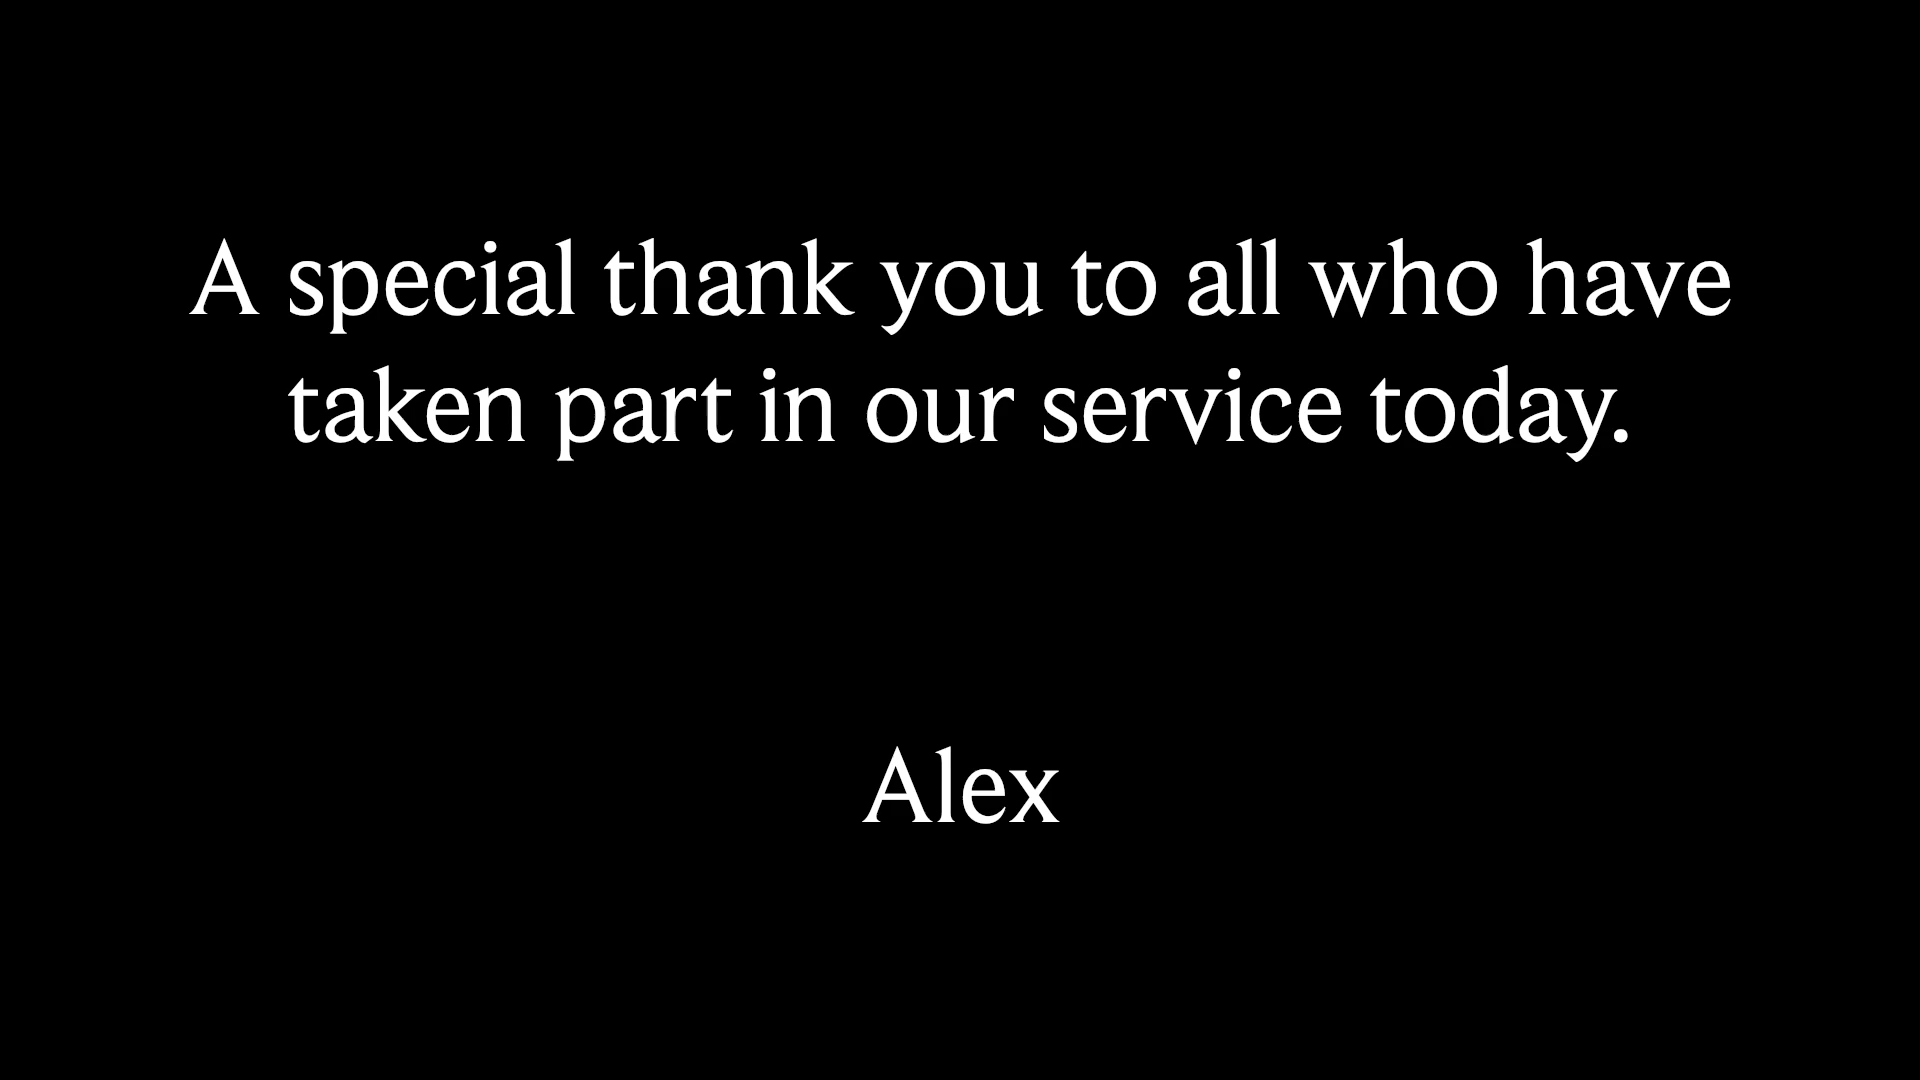 A special thank you to all who have
taken part in our service today.
Alex